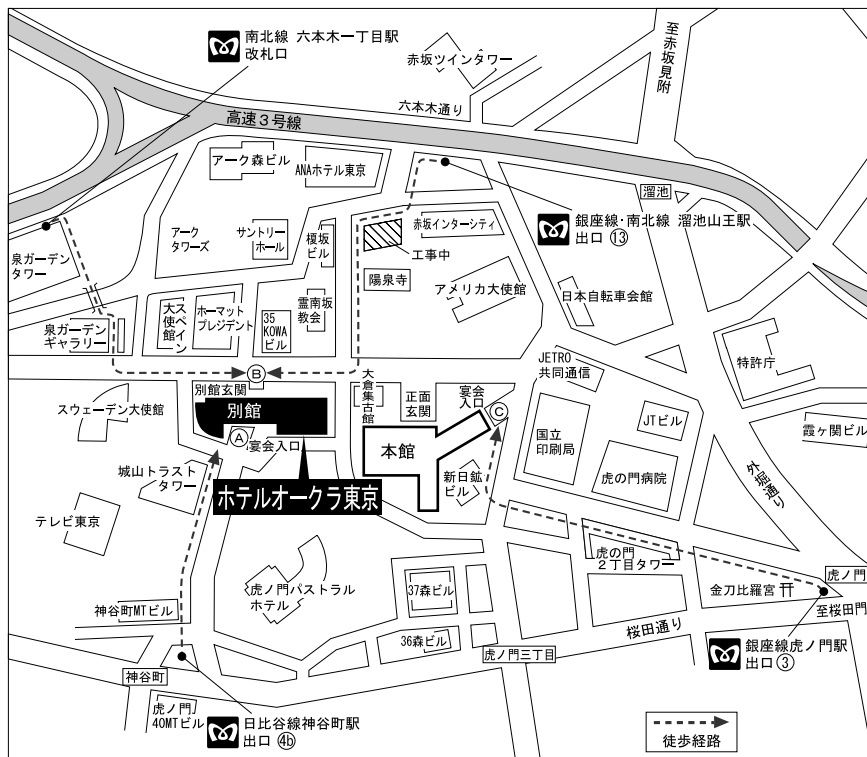 南北線 六本木一丁目駅
改札口
赤坂ツインタワー
至赤坂見附
六本木通り
高速3号線
アーク森ビル
ANAホテル東京
溜池
銀座線・南北線 溜池山王駅
出口⑬
赤坂インターシティ
工事中
アーク
タワーズ
サントリー
ホール
榎坂
ビル
泉ガーデン
タワー
陽泉寺
アメリカ大使館
日本自転車会館
スペイン
大使館
ホーマット
プレジデント
35
KOWA
ビル
霊南坂
教会
泉ガーデン
ギャラリー
特許庁
JETRO
共同通信
Ⓑ
別館玄関
大倉集古館
正面
玄関
宴会
入口
Ⓒ
スウェーデン大使館
別館
Ⓐ
宴会入口
本館
国立
印刷局
JTビル
霞ヶ関ビル
城山トラスト
タワー
新日鉱
ビル
虎の門病院
外堀通り
ホテルオークラ東京
テレビ東京
虎の門
2丁目タワー
虎ノ門
虎ノ門パストラル
ホテル
37森ビル
金刀比羅宮
至桜田門
神谷町MTビル
桜田通り
36森ビル
虎ノ門三丁目
銀座線虎ノ門駅
出口③
神谷町
虎ノ門
40MTビル
日比谷線神谷町駅
出口④b
徒歩経路